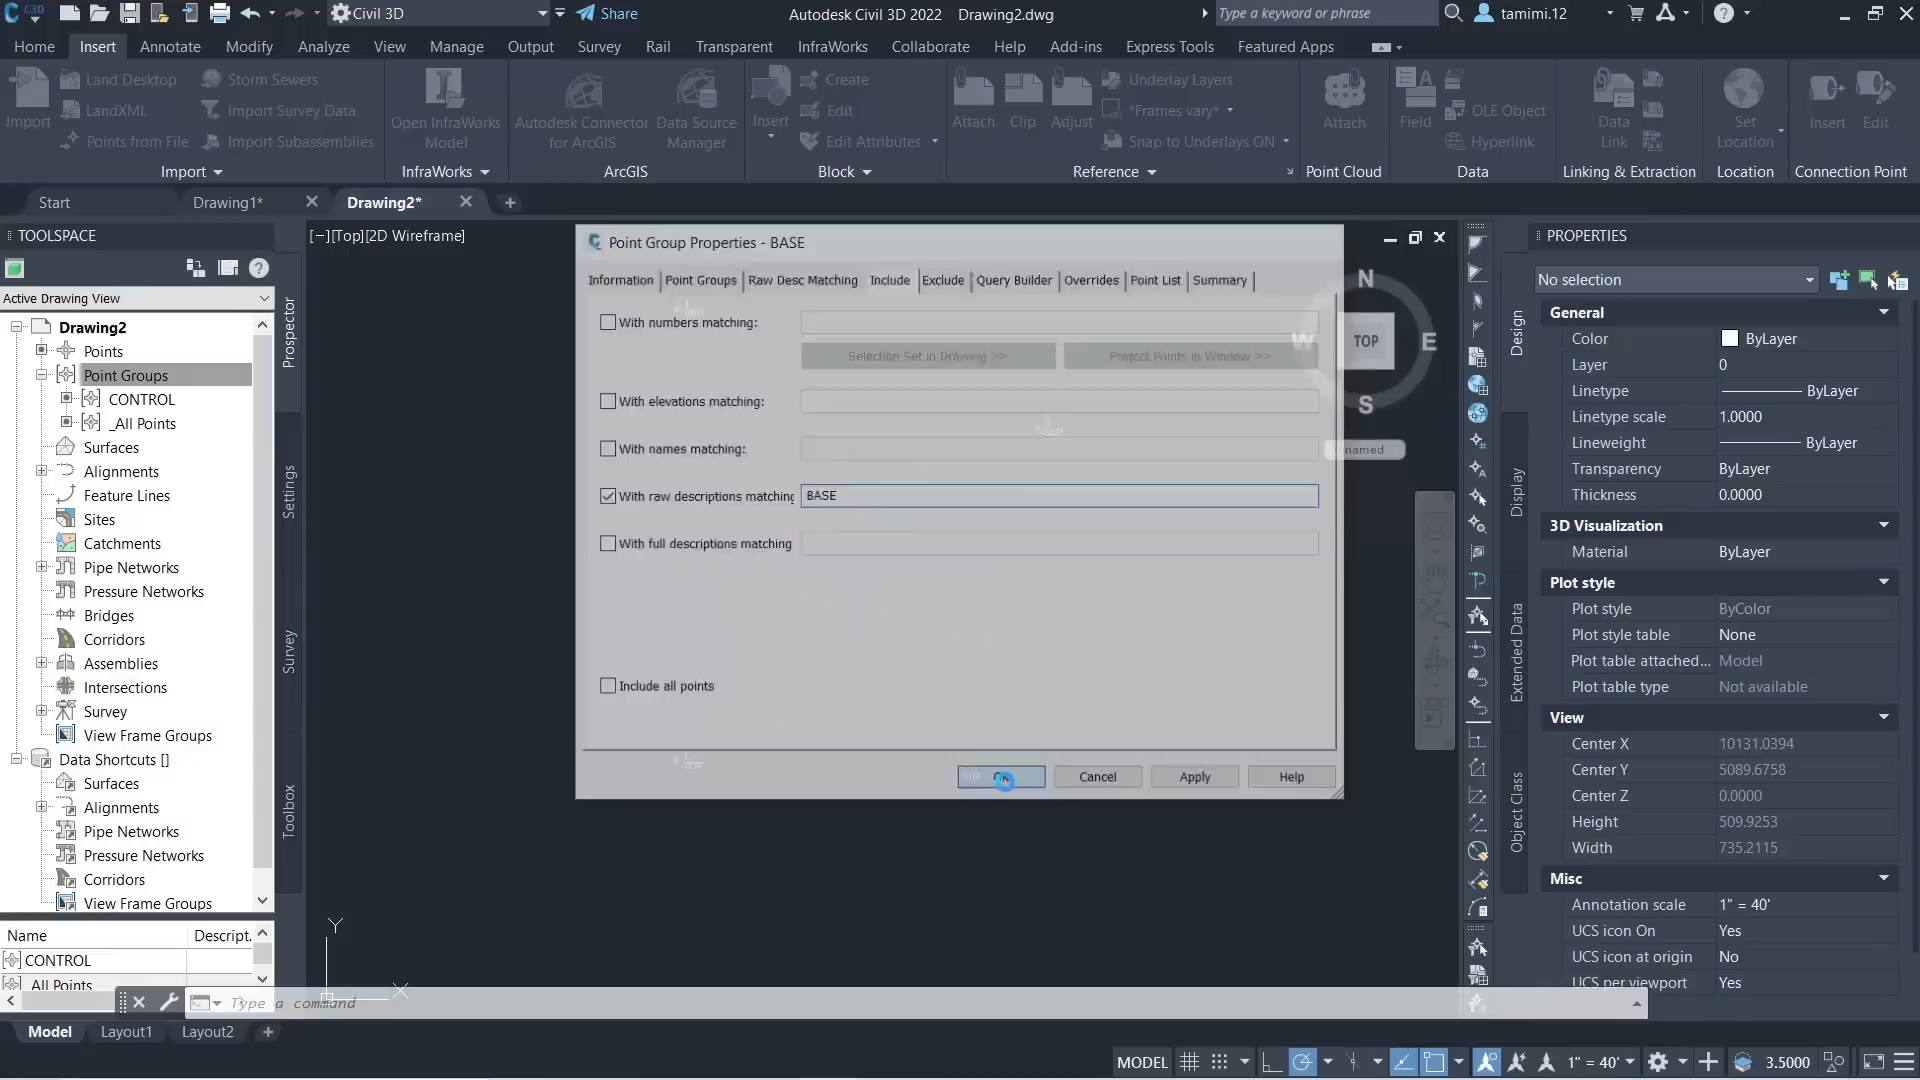 C3D
Civil 3D
Share
Autodesk Civil 3D 2022 Drawing2.dwg
Type a keyword or phrase
tamimi.12
Home Insert Annotate Modify Analyze View Manage Output Survey Rail Transparent InfraWorks Collaborate Help Add-ins Express Tools Featured Apps
Import
Land Desktop
LandXML
Points from File
Storm Sewers
Import Survey Data
Import Subassemblies
Import
Open InfraWorks
Model
InfraWorks
Autodesk Connector
for ArcGIS
Data Source
Manager
ArcGIS
Insert
Create
Edit
Edit Attributes
Block
Attach Clip Adjust
Underlay Layers
*Frames vary*
Snap to Underlays ON
Reference
Attach
Point Cloud
Field
OLE Object
Hyperlink
Data
Data
Link
Linking & Extraction
Set
Location
Location
Insert Edit
Connection Point
Start Drawing1* Drawing2*
TOOLSPACE
Active Drawing View
Drawing2
Points
Point Groups
CONTROL
_All Points
Surfaces
Alignments
Feature Lines
Sites
Catchments
Pipe Networks
Pressure Networks
Bridges
Corridors
Assemblies
Intersections
Survey
View Frame Groups
Data Shortcuts []
Surfaces
Alignments
Pipe Networks
Pressure Networks
Corridors
View Frame Groups
Prospector
Settings
Survey
Toolbox
Name Descript.
CONTROL
_All Points
[−][Top][2D Wireframe]
Point Group Properties - BASE
Information Point Groups Raw Desc Matching Include Exclude Query Builder Overrides Point List Summary
With numbers matching:
Selection Set in Drawing >> Project Points in Window >>
With elevations matching:
With names matching:
With raw descriptions matching BASE
With full descriptions matching
Include all points
OK Cancel Apply Help
N
W TOP E
S
Y
X
Type a command
Model Layout1 Layout2
PROPERTIES
No selection
Design
Display
Extended Data
Object Class
General
Color ByLayer
Layer 0
Linetype ByLayer
Linetype scale 1.0000
Lineweight ByLayer
Transparency ByLayer
Thickness 0.0000
3D Visualization
Material ByLayer
Plot style
Plot style ByColor
Plot style table None
Plot table attached... Model
Plot table type Not available
View
Center X 10131.0394
Center Y 5089.6758
Center Z 0.0000
Height 509.9253
Width 735.2115
Misc
Annotation scale 1" = 40'
UCS icon On Yes
UCS icon at origin No
UCS per viewport Yes
MODEL
1" = 40'
3.5000